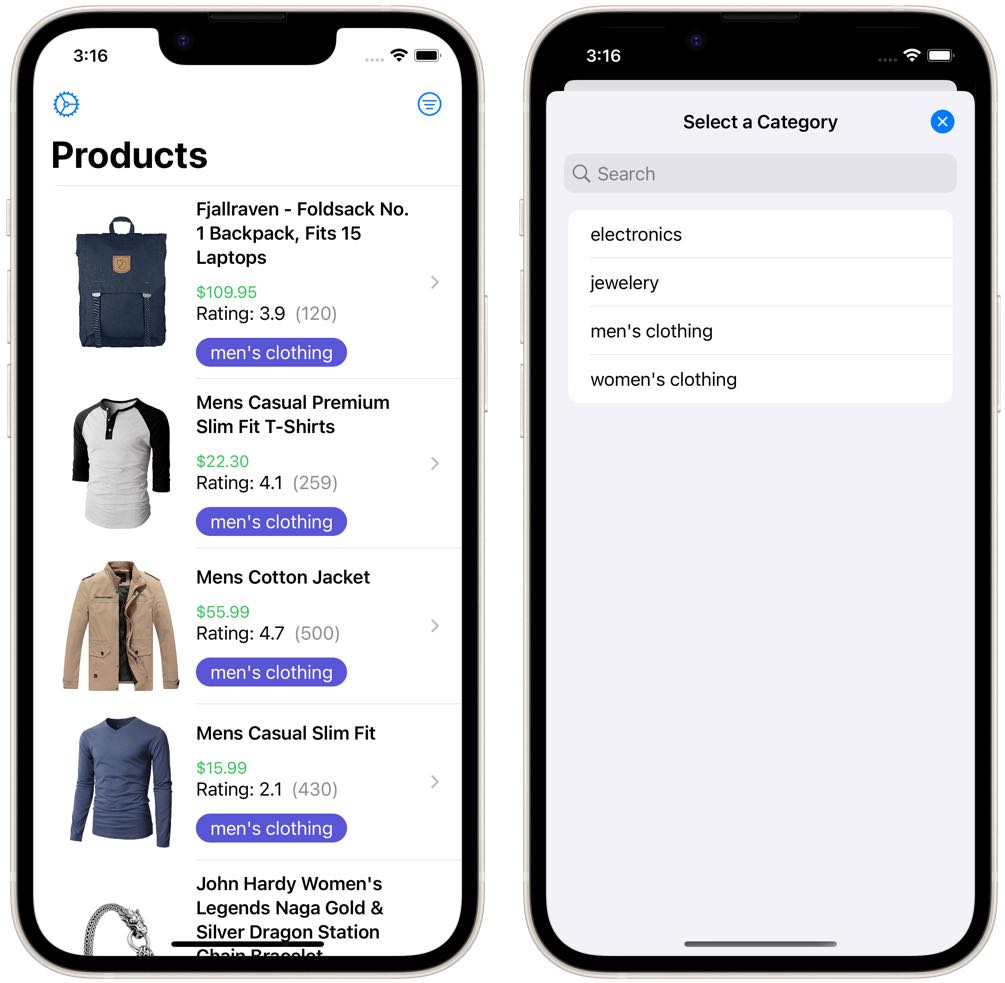 3:16
Products
Fjallraven - Foldsack No.
1 Backpack, Fits 15
Laptops
$109.95
Rating: 3.9 (120)
men's clothing
Mens Casual Premium
Slim Fit T-Shirts
$22.30
Rating: 4.1 (259)
men's clothing
Mens Cotton Jacket
$55.99
Rating: 4.7 (500)
men's clothing
Mens Casual Slim Fit
$15.99
Rating: 2.1 (430)
men's clothing
John Hardy Women's
Legends Naga Gold &
Silver Dragon Station
Chain Bracelet
3:16
Select a Category
Search
electronics
jewelery
men's clothing
women's clothing